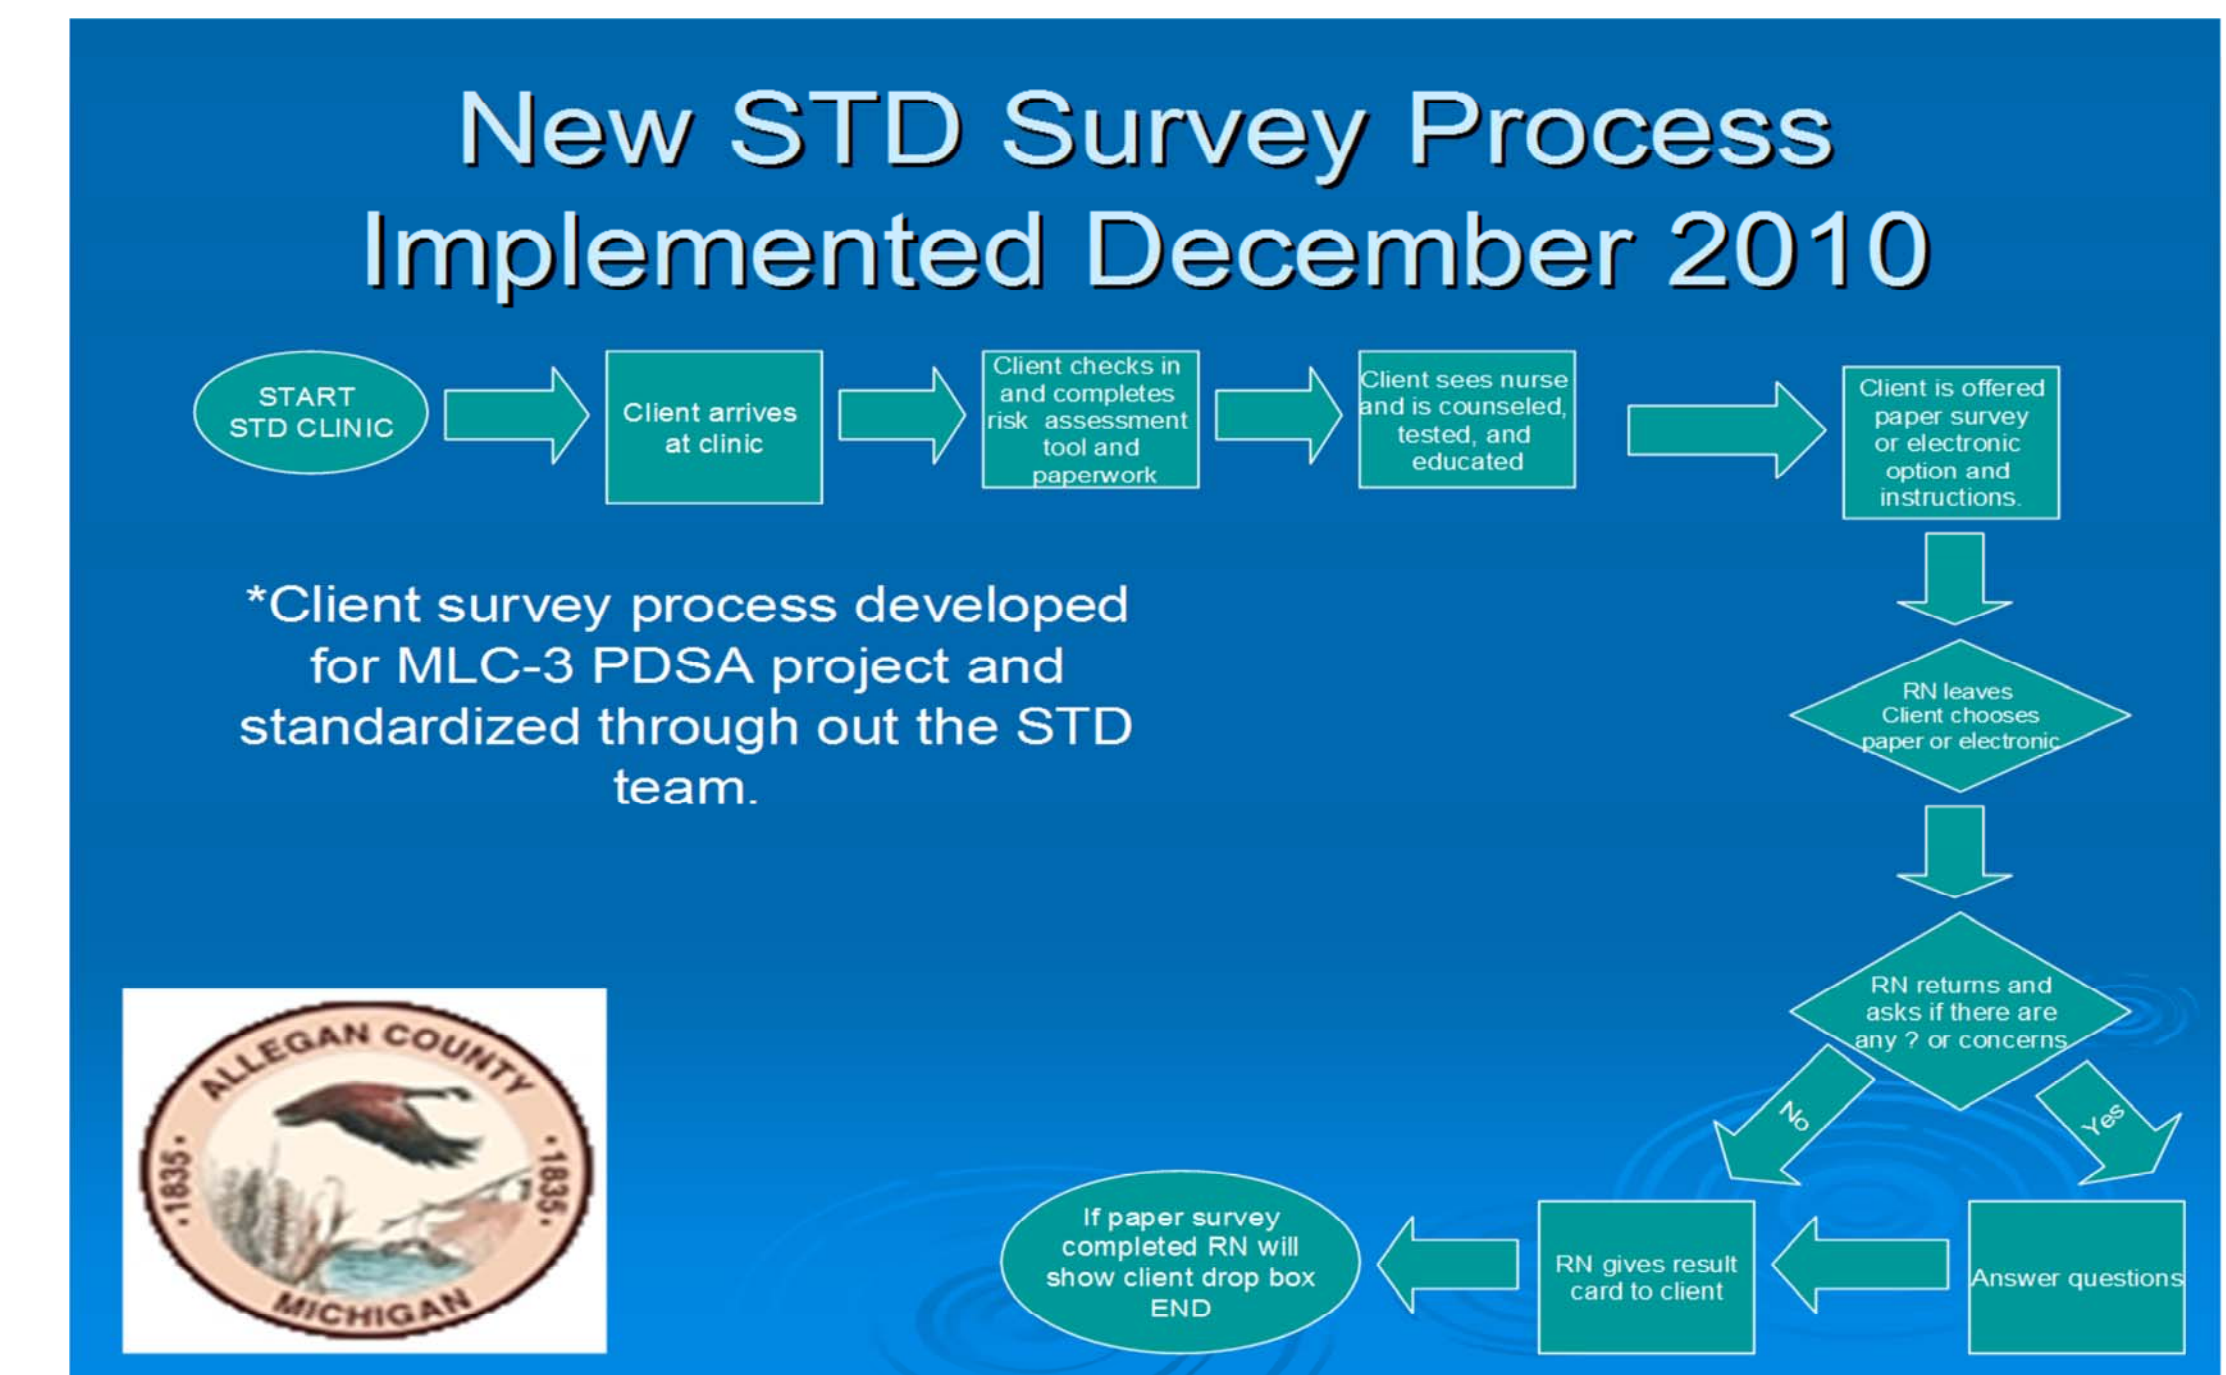 New STD Survey Process
Implemented December 2010
START
STD CLINIC
Client arrives
at clinic
Client checks in
and completes
risk assessment
tool and
paperwork
Client sees nurse
and is counseled,
tested, and
educated
Client is offered
paper survey
or electronic
option and
instructions.
*Client survey process developed
for MLC-3 PDSA project and
standardized through out the STD
team.
RN leaves
Client chooses
paper or electronic
RN returns and
asks if there are
any ? or concerns
No
Yes
Answer questions
RN gives result
card to client
If paper survey
completed RN will
show client drop box
END
ALLEGAN COUNTY
·1835·
·1835·
MICHIGAN